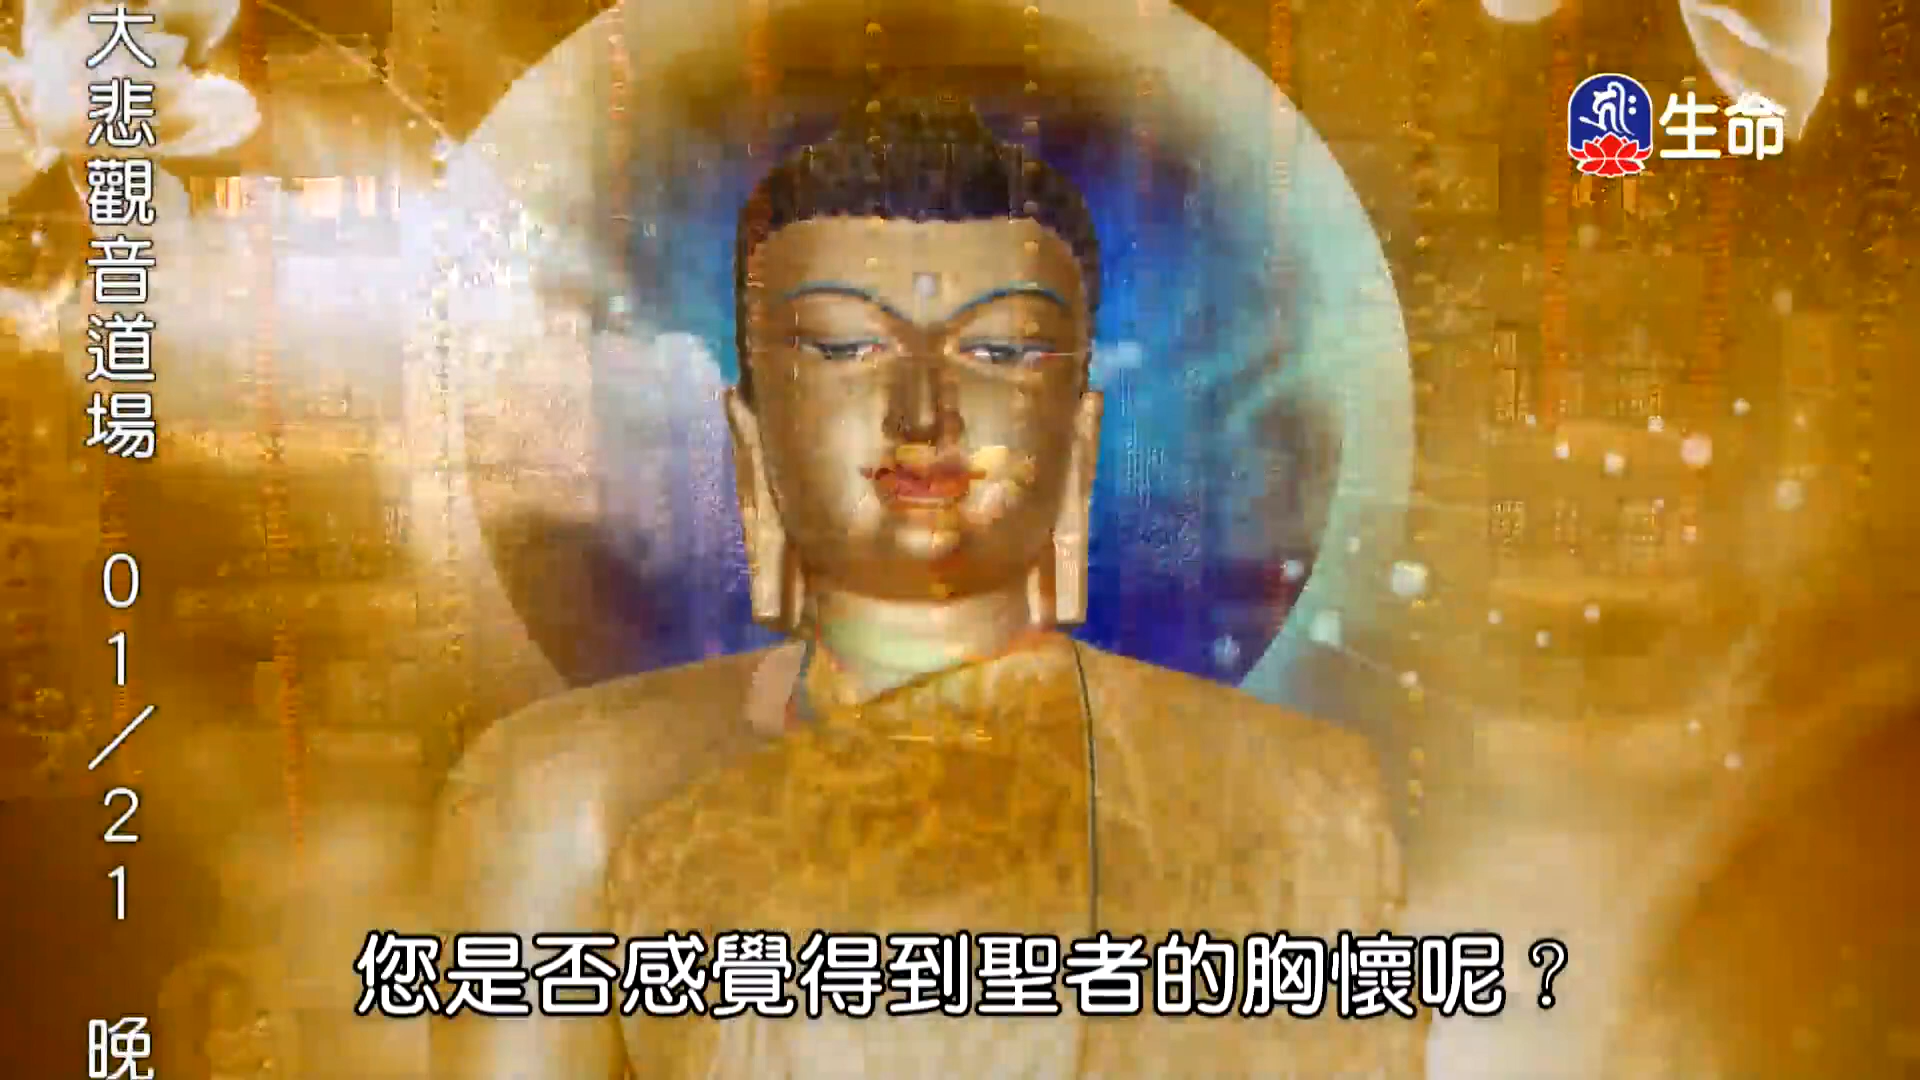 大悲觀音道場 01/21 晚
生命
您是否感覺得到聖者的胸懷呢？